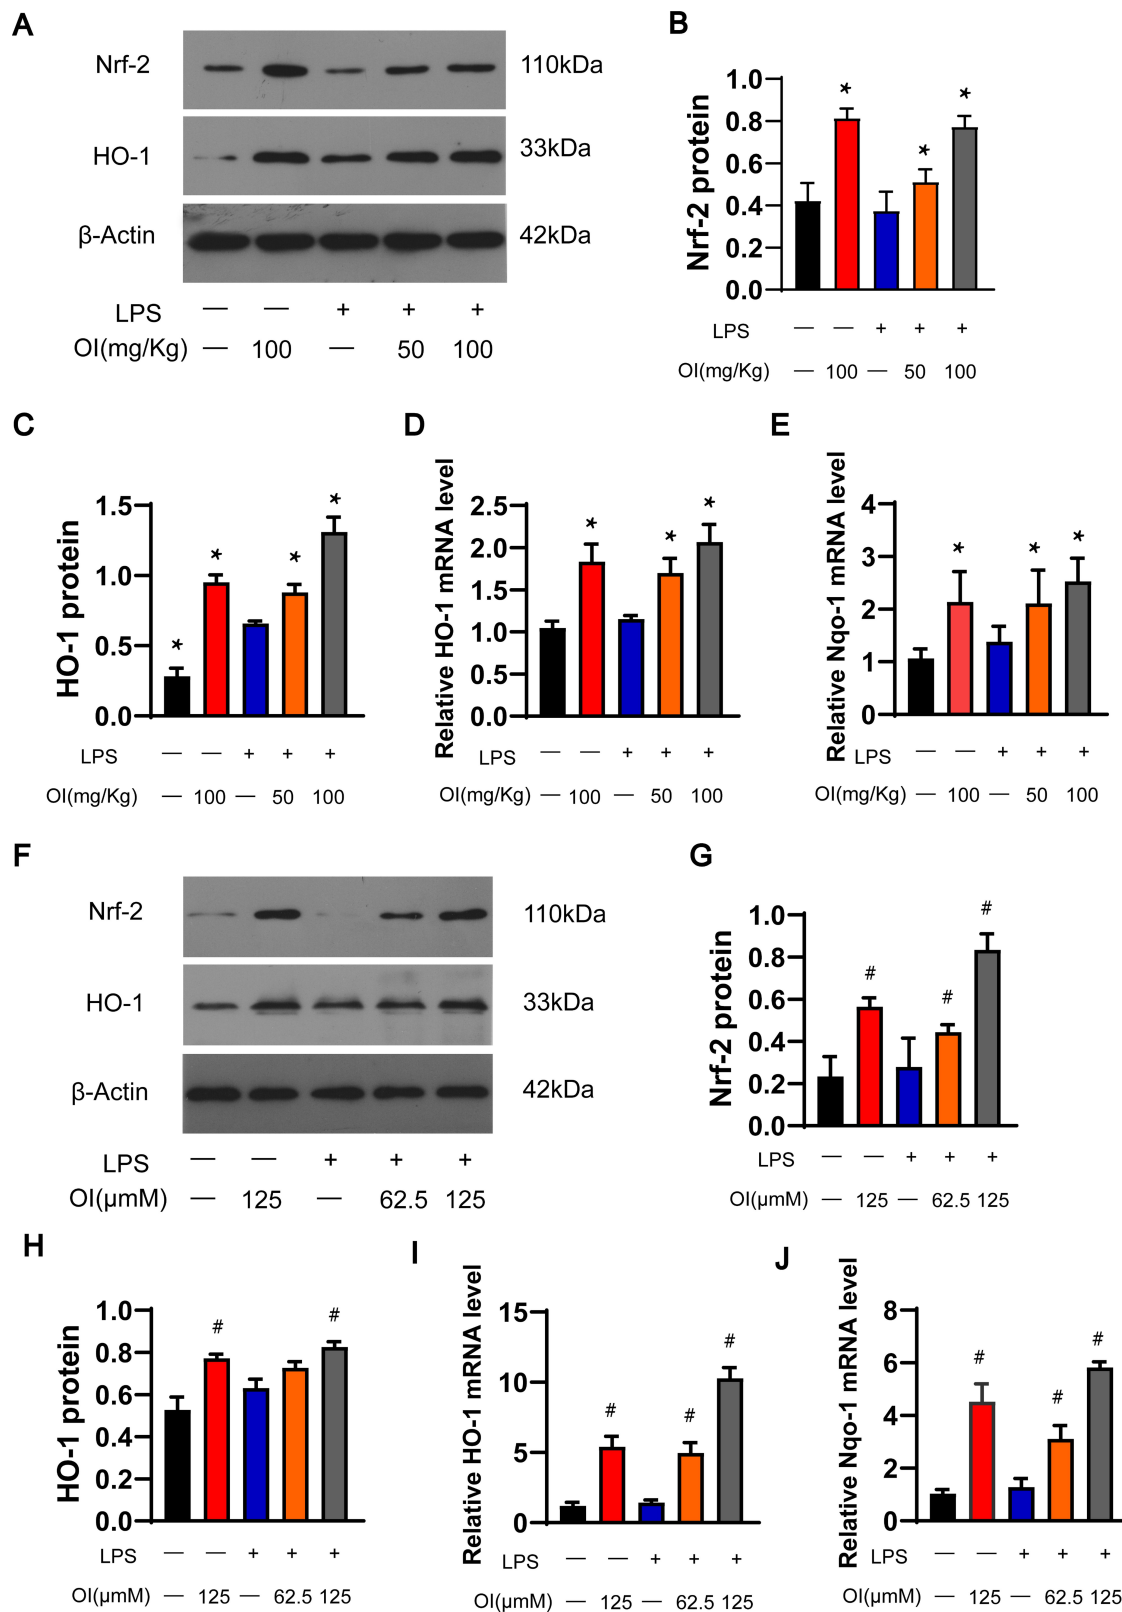 A
Nrf-2 110kDa
HO-1 33kDa
β-Actin 42kDa
LPS — — + + +
OI(mg/Kg) — 100 — 50 100
B
Nrf-2 protein
1.0
0.8
0.6
0.4
0.2
0.0
* * *
LPS — — + + +
OI(mg/Kg) — 100 — 50 100
C
HO-1 protein
1.5
1.0
0.5
0.0
* * * *
LPS — — + + +
OI(mg/Kg) — 100 — 50 100
D
Relative HO-1 mRNA level
2.5
2.0
1.5
1.0
0.5
0.0
* * *
LPS — — + + +
OI(mg/Kg) — 100 — 50 100
E
Relative Nqo-1 mRNA level
4
3
2
1
0
* * *
LPS — — + + +
OI(mg/Kg) — 100 — 50 100
F
Nrf-2 110kDa
HO-1 33kDa
β-Actin 42kDa
LPS — — + + +
OI(μmM) — 125 — 62.5 125
G
Nrf-2 protein
1.0
0.8
0.6
0.4
0.2
0.0
# # #
LPS — — + + +
OI(μmM) — 125 — 62.5 125
H
HO-1 protein
1.0
0.8
0.6
0.4
0.2
0.0
# #
LPS — — + + +
OI(μmM) — 125 — 62.5 125
I
Relative HO-1 mRNA level
15
10
5
0
# # #
LPS — — + + +
OI(μmM) — 125 — 62.5 125
J
Relative Nqo-1 mRNA level
8
6
4
2
0
# # #
LPS — — + + +
OI(μmM) — 125 — 62.5 125